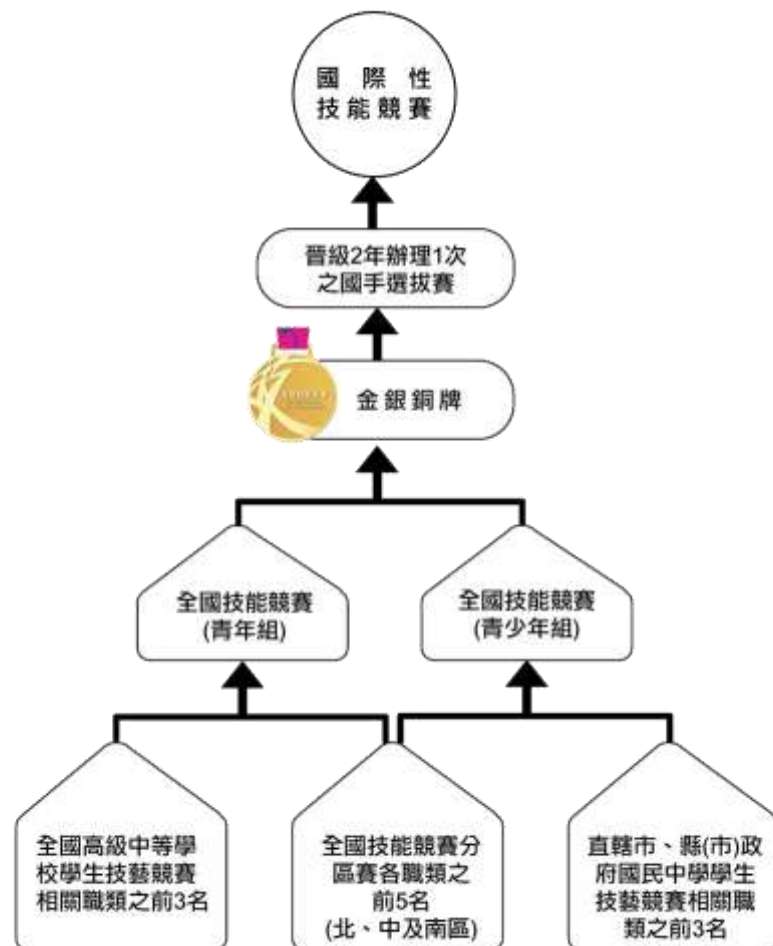 國際性
技能競賽
晉級2年辦理1次
之國手選拔賽
金銀銅牌
全國技能競賽
(青年組)
全國技能競賽
(青少年組)
全國高級中等學
校學生技藝競賽
相關職類之前3名
全國技能競賽分
區賽各職類之
前5名
(北、中及南區)
直轄市、縣(市)政
府國民中學學生
技藝競賽相關職
類之前3名